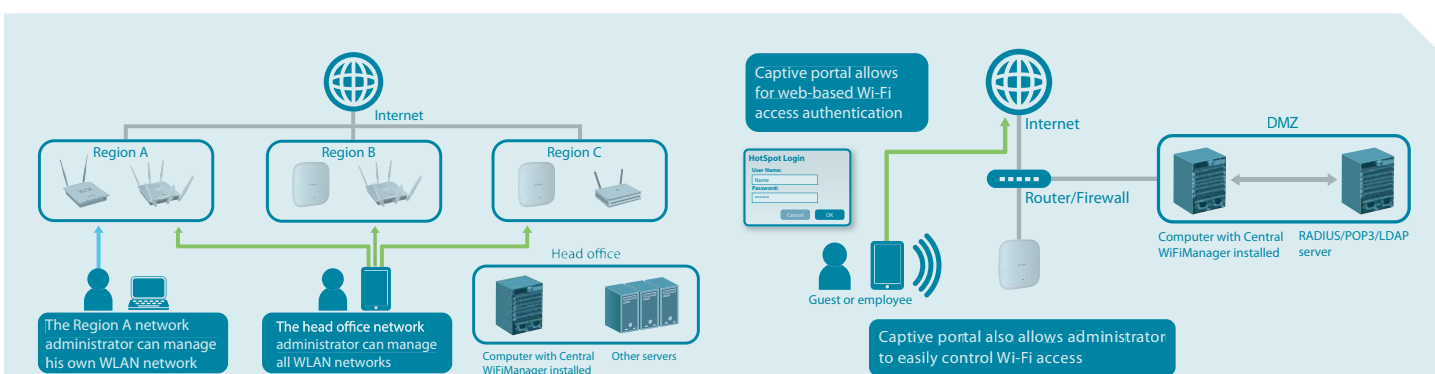 Internet
Region A
Region B
Region C
The Region A network
administrator can manage
his own WLAN network
The head office network
administrator can manage
all WLAN networks
Head office
Computer with Central
WiFiManager installed
Other servers
Captive portal allows
for web-based Wi-Fi
access authentication
HotSpot Login
User Name:
Name
Password:
******
Cancel
OK
Guest or employee
Internet
Router/Firewall
DMZ
Computer with Central
WiFiManager installed
RADIUS/POP3/LDAP
server
Captive portal also allows administrator
to easily control Wi-Fi access